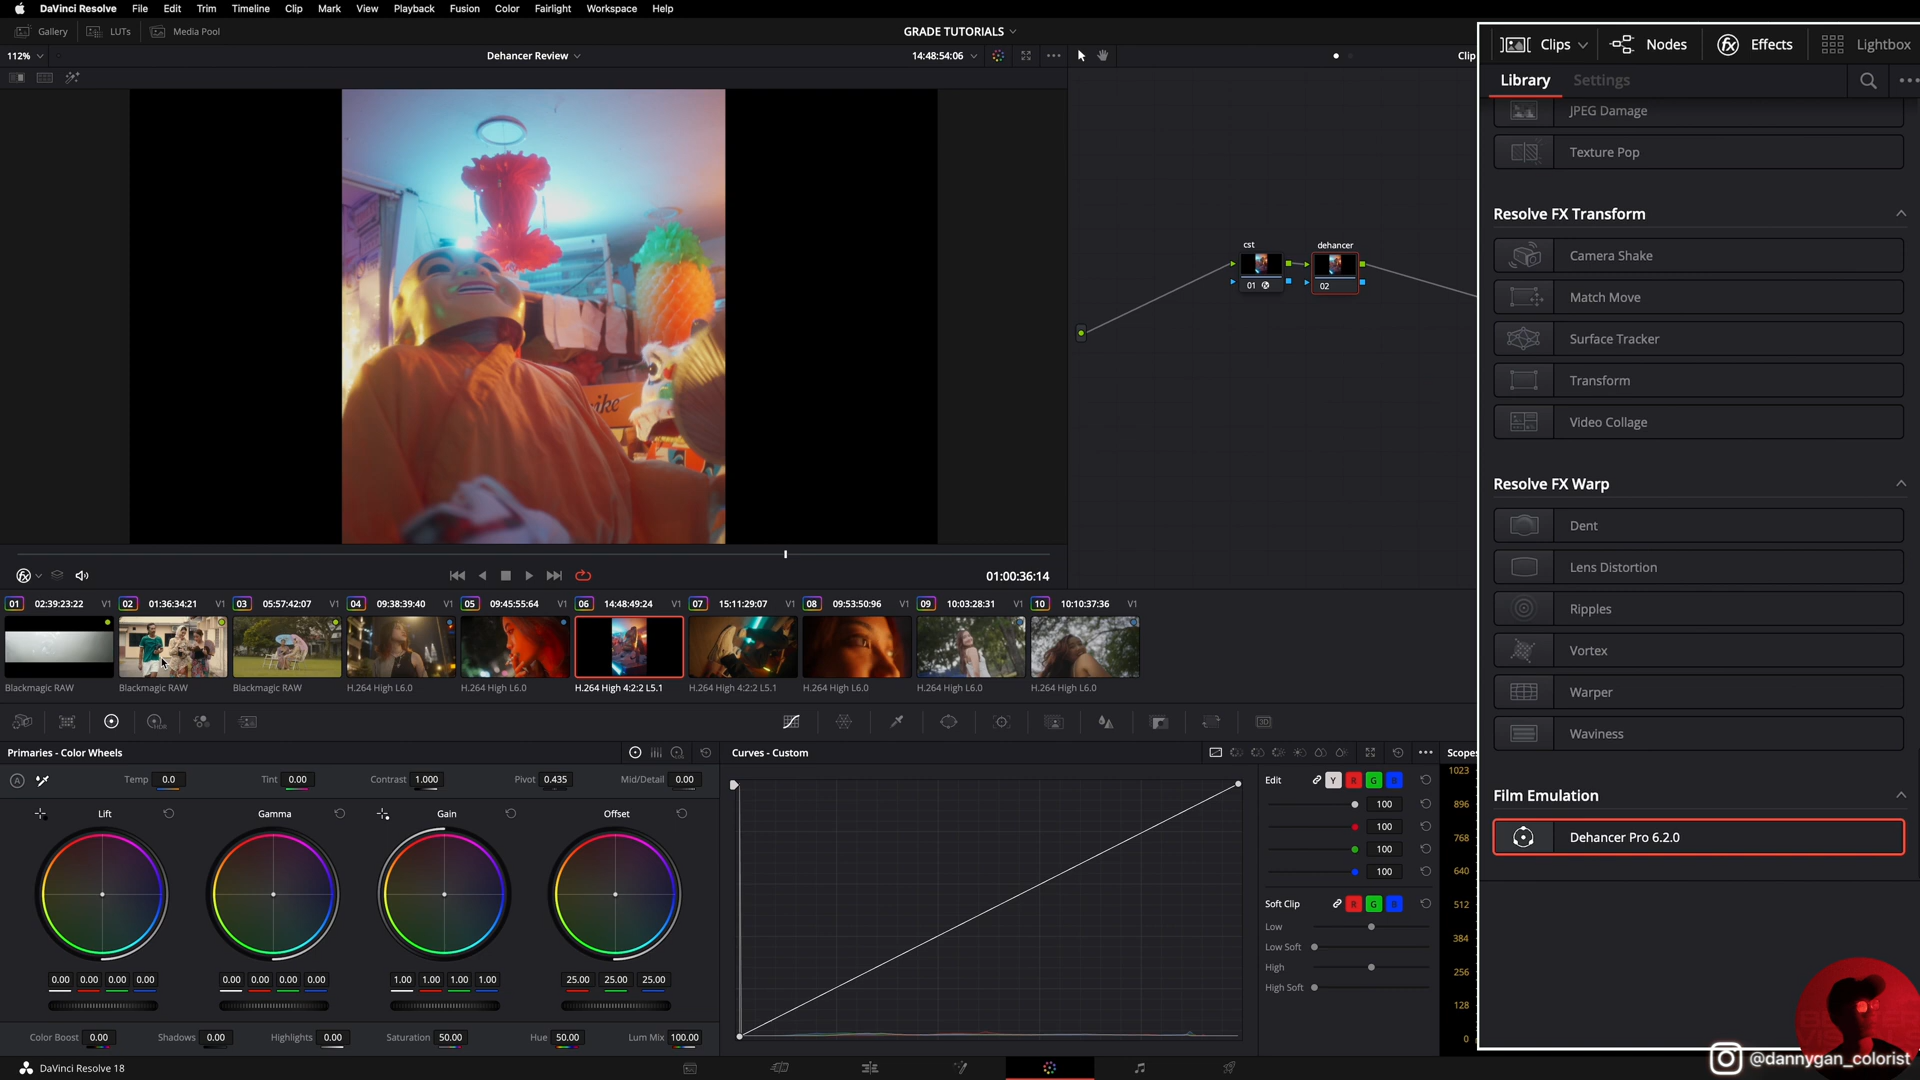 DaVinci Resolve File Edit Trim Timeline Clip Mark View Playback Fusion Color Fairlight Workspace Help
Gallery LUTs Media Pool GRADE TUTORIALS
112% Dehancer Review 14:48:54:06 Clip
Clips Nodes Effects Lightbox
Library Settings
JPEG Damage
Texture Pop
Resolve FX Transform
Camera Shake
Match Move
Surface Tracker
Transform
Video Collage
Resolve FX Warp
Dent
Lens Distortion
Ripples
Vortex
Warper
Waviness
Film Emulation
Dehancer Pro 6.2.0
cst dehancer
01 02
01:00:36:14
01 02:39:23:22 V1 02 01:36:34:21 V1 03 05:57:42:07 V1 04 09:38:39:40 V1 05 09:45:55:64 V1 06 14:48:49:24 V1 07 15:11:29:07 V1 08 09:53:50:96 V1 09 10:03:28:31 V1 10 10:10:37:36 V1
Blackmagic RAW Blackmagic RAW Blackmagic RAW H.264 High L6.0 H.264 High L6.0 H.264 High 4:2:2 L5.1 H.264 High 4:2:2 L5.1 H.264 High L6.0 H.264 High L6.0 H.264 High L6.0
Primaries - Color Wheels
Temp 0.0 Tint 0.00 Contrast 1.000 Pivot 0.435 Mid/Detail 0.00
Lift Gamma Gain Offset
0.00 0.00 0.00 0.00 0.00 0.00 0.00 0.00 1.00 1.00 1.00 1.00 25.00 25.00 25.00
Color Boost 0.00 Shadows 0.00 Highlights 0.00 Saturation 50.00 Hue 50.00 Lum Mix 100.00
Curves - Custom
Edit Y R G B
100
100
100
100
Soft Clip R G B
Low
Low Soft
High
High Soft
Scopes
1023
896
768
640
512
384
256
128
0
DaVinci Resolve 18
@dannygan_colorist